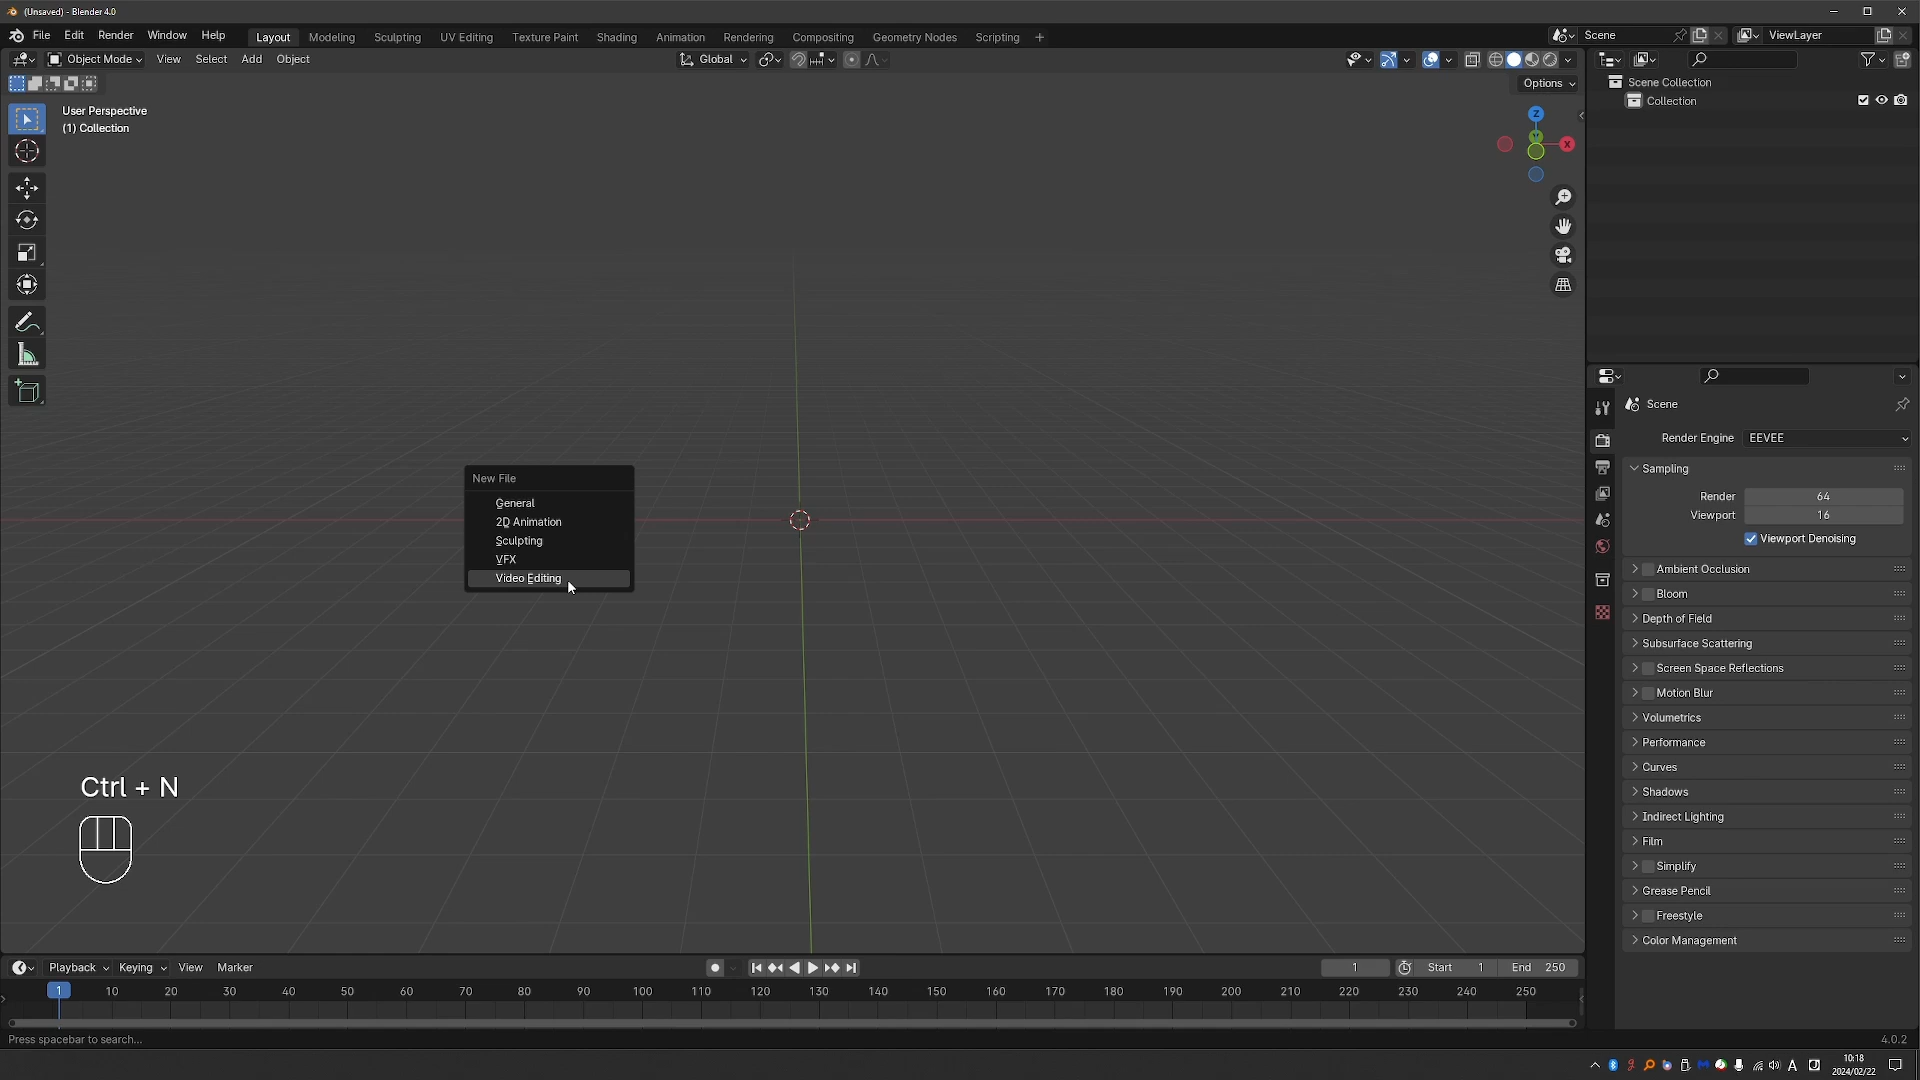 (Unsaved) - Blender 4.0
File Edit Render Window Help Layout Modeling Sculpting UV Editing Texture Paint Shading Animation Rendering Compositing Geometry Nodes Scripting + Scene ViewLayer
Object Mode View Select Add Object Global
Options
User Perspective
(1) Collection
Z
Y
X
Scene Collection
Collection
Scene
Render Engine EEVEE
Sampling
Render 64
Viewport 16
Viewport Denoising
Ambient Occlusion
Bloom
Depth of Field
Subsurface Scattering
Screen Space Reflections
Motion Blur
Volumetrics
Performance
Curves
Shadows
Indirect Lighting
Film
Simplify
Grease Pencil
Freestyle
Color Management
New File
General
2D Animation
Sculpting
VFX
Video Editing
Ctrl + N
Playback Keying View Marker 1 Start 1 End 250
1 10 20 30 40 50 60 70 80 90 100 110 120 130 140 150 160 170 180 190 200 210 220 230 240 250
Press spacebar to search... 4.0.2
A 10:18
2024/02/22